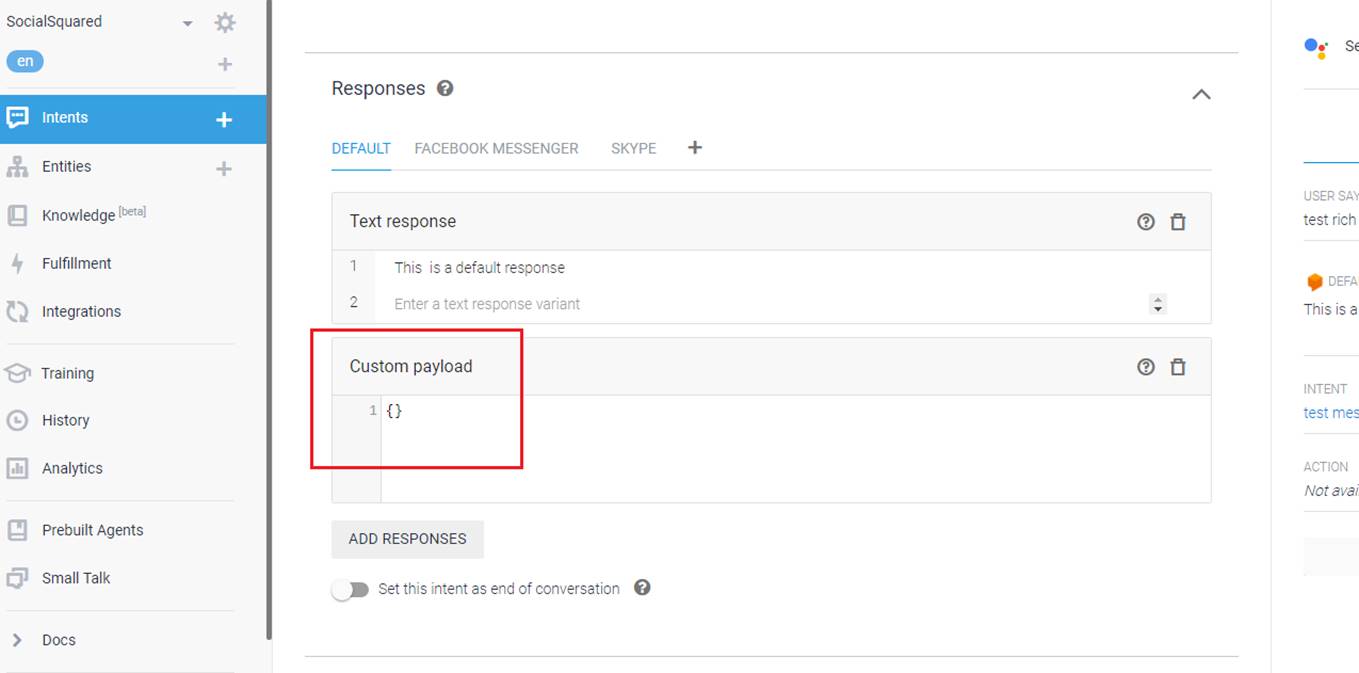 SocialSquared
en
Intents
Entities
Knowledge [beta]
Fulfillment
Integrations
Training
History
Analytics
Prebuilt Agents
Small Talk
Docs
Responses
DEFAULT FACEBOOK MESSENGER SKYPE
Text response
1 This is a default response
2 Enter a text response variant
Custom payload
1 {}
ADD RESPONSES
Set this intent as end of conversation
Se
USER SAY
test rich
DEFA
This is a
INTENT
test mes
ACTION
Not avai